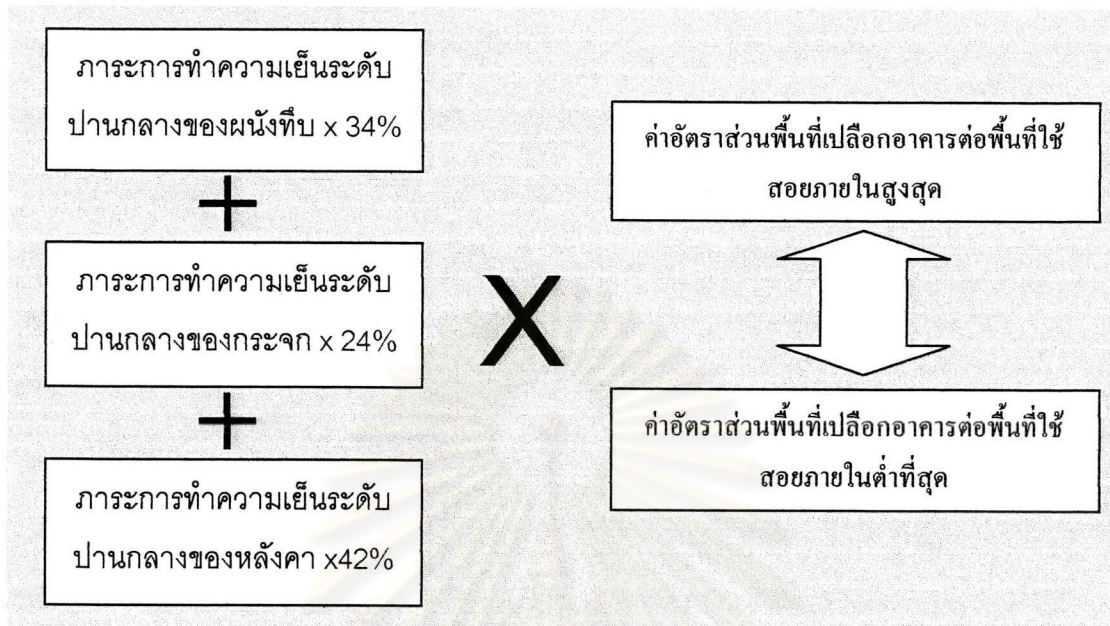 ภาระการทำความเย็นระดับ
ปานกลางของผนังทึบ x 34%
+
ภาระการทำความเย็นระดับ
ปานกลางของกระจก x 24%
+
ภาระการทำความเย็นระดับ
ปานกลางของหลังคา x42%
X
ค่าอัตราส่วนพื้นที่เปลือกอาคารต่อพื้นที่ใช้
สอยภายในสูงสุด
ค่าอัตราส่วนพื้นที่เปลือกอาคารต่อพื้นที่ใช้
สอยภายในต่ำที่สุด